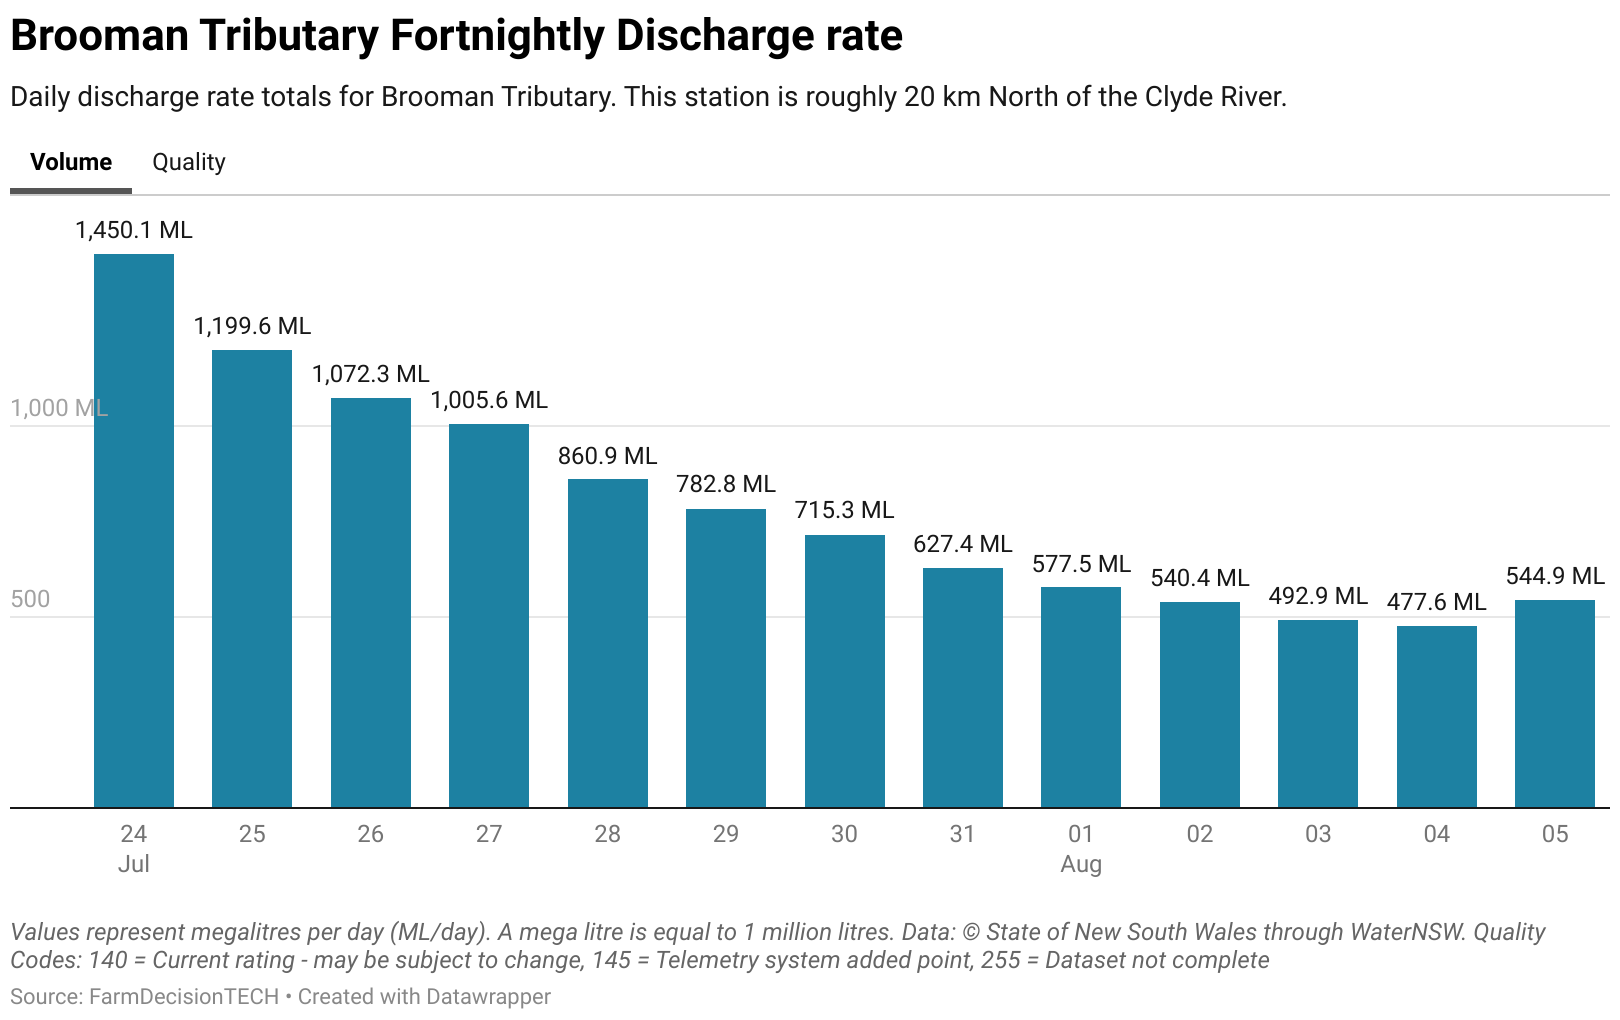 Brooman Tributary Fortnightly Discharge rate
Daily discharge rate totals for Brooman Tributary. This station is roughly 20 km North of the Clyde River.
Volume Quality
1,450.1 ML
1,199.6 ML
1,072.3 ML
1,005.6 ML
1,000 ML
860.9 ML
782.8 ML
715.3 ML
627.4 ML
577.5 ML
540.4 ML
492.9 ML
477.6 ML
544.9 ML
500
24 25 26 27 28 29 30 31 01 02 03 04 05
Jul Aug
Values represent megalitres per day (ML/day). A mega litre is equal to 1 million litres. Data: © State of New South Wales through WaterNSW. Quality
Codes: 140 = Current rating - may be subject to change, 145 = Telemetry system added point, 255 = Dataset not complete
Source: FarmDecisionTECH • Created with Datawrapper